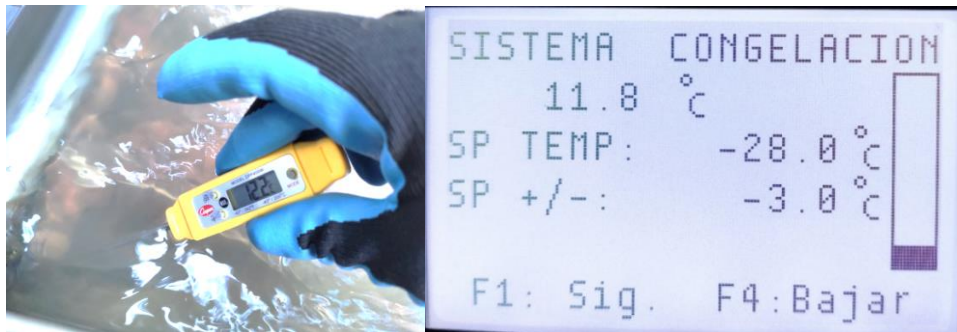 12.2
SISTEMA CONGELACION
11.8 °C
SP TEMP: -28.0 °C
SP +/-: -3.0 °C
F1: Sig. F4:Bajar